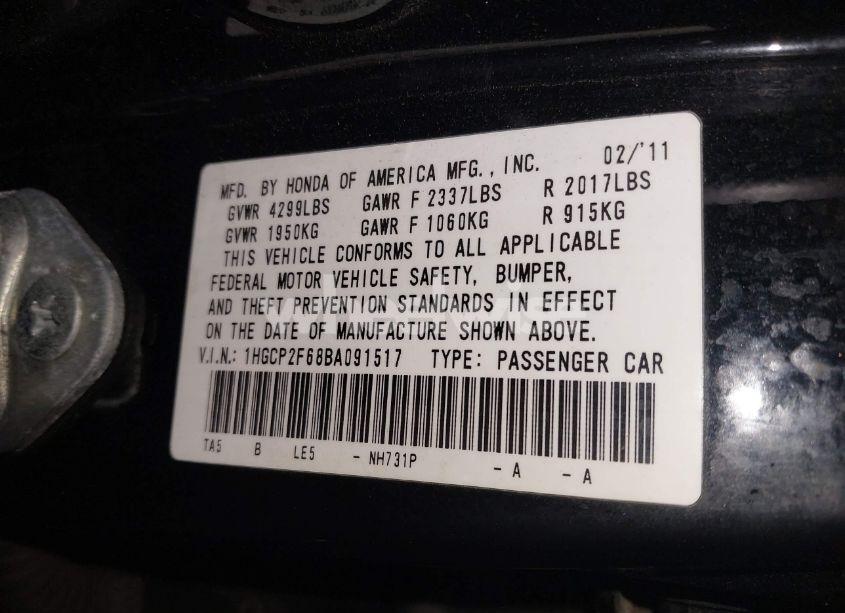 MFD. BY HONDA OF AMERICA MFG., INC. 02/'11
GVWR 4299LBS GAWR F 2337LBS R 2017LBS
GVWR 1950KG GAWR F 1060KG R 915KG
THIS VEHICLE CONFORMS TO ALL APPLICABLE
FEDERAL MOTOR VEHICLE SAFETY, BUMPER,
AND THEFT PREVENTION STANDARDS IN EFFECT
ON THE DATE OF MANUFACTURE SHOWN ABOVE.
V.I.N.: 1HGCP2F68BA091517 TYPE: PASSENGER CAR
TA5 B LE5 - NH731P - A - A